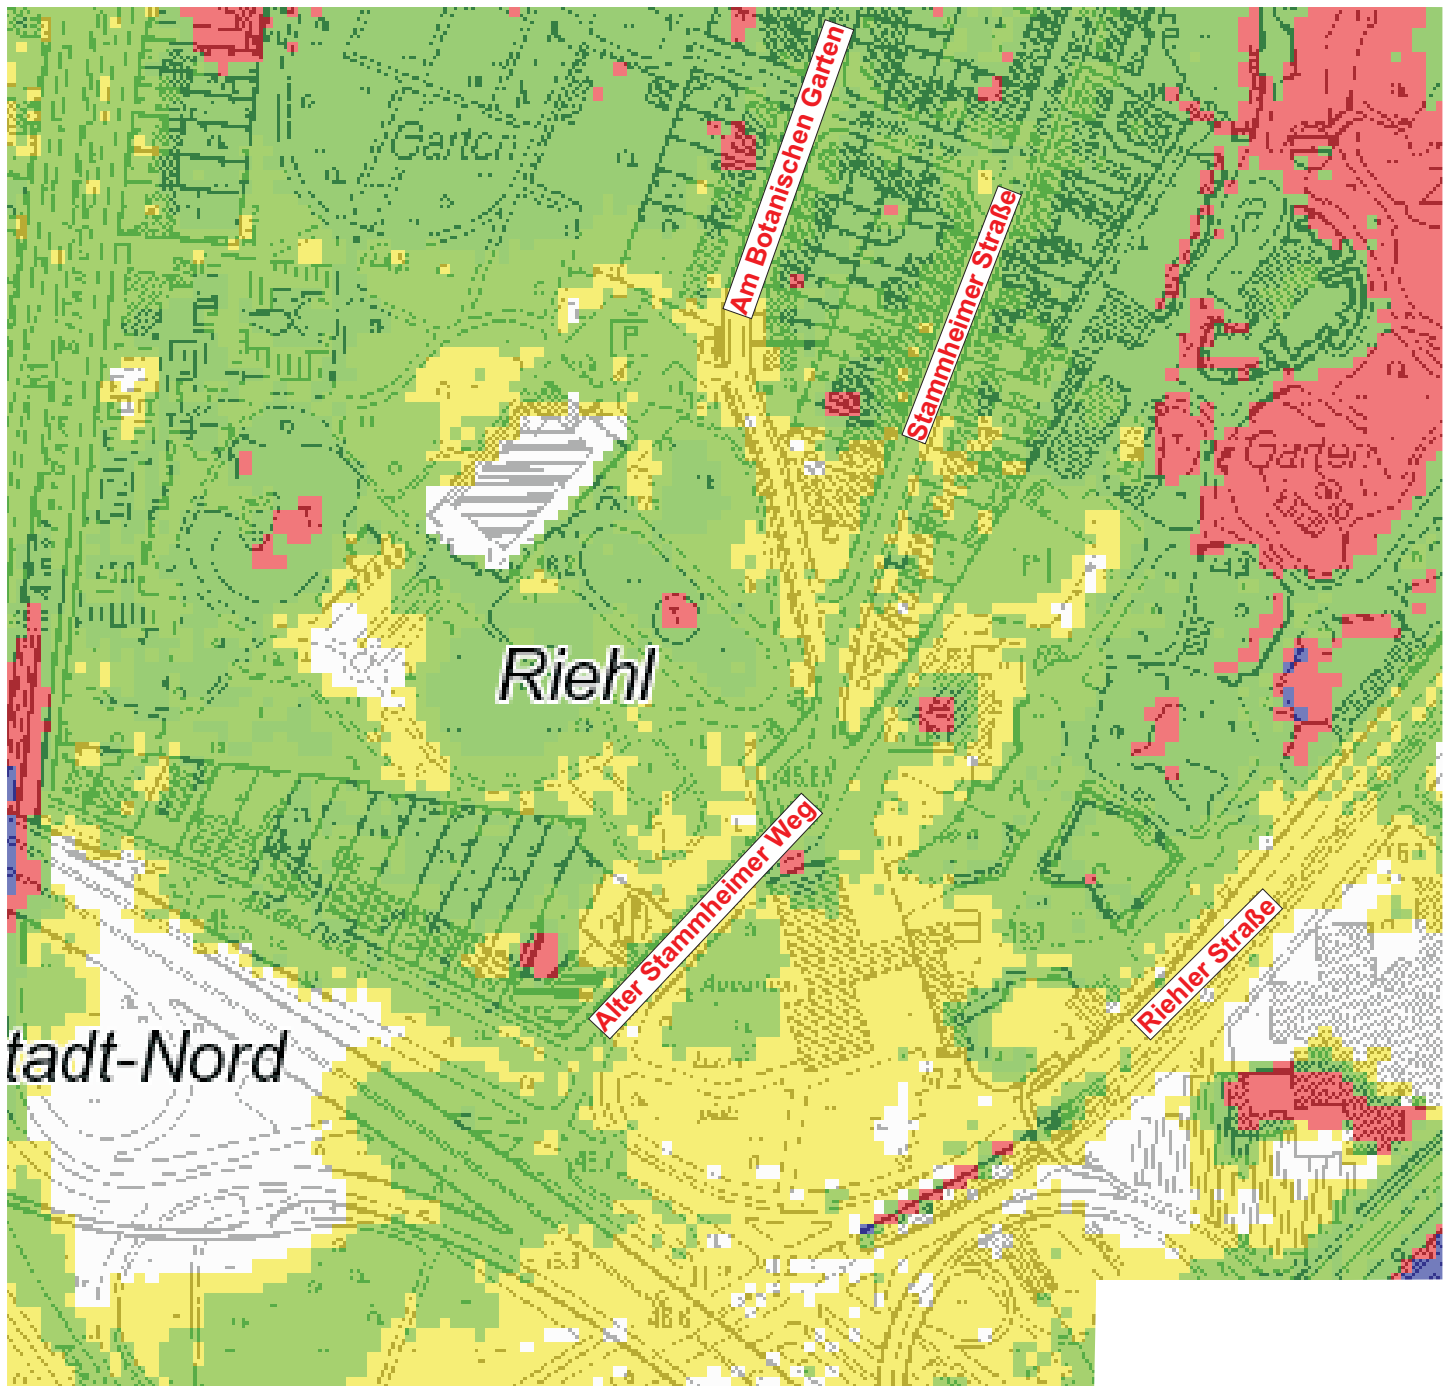 Am Botanischen Garten
Garten
Stammheimer Straße
Garten
Riehl
Alter Stammheimer Weg
Riehler Straße
tadt-Nord